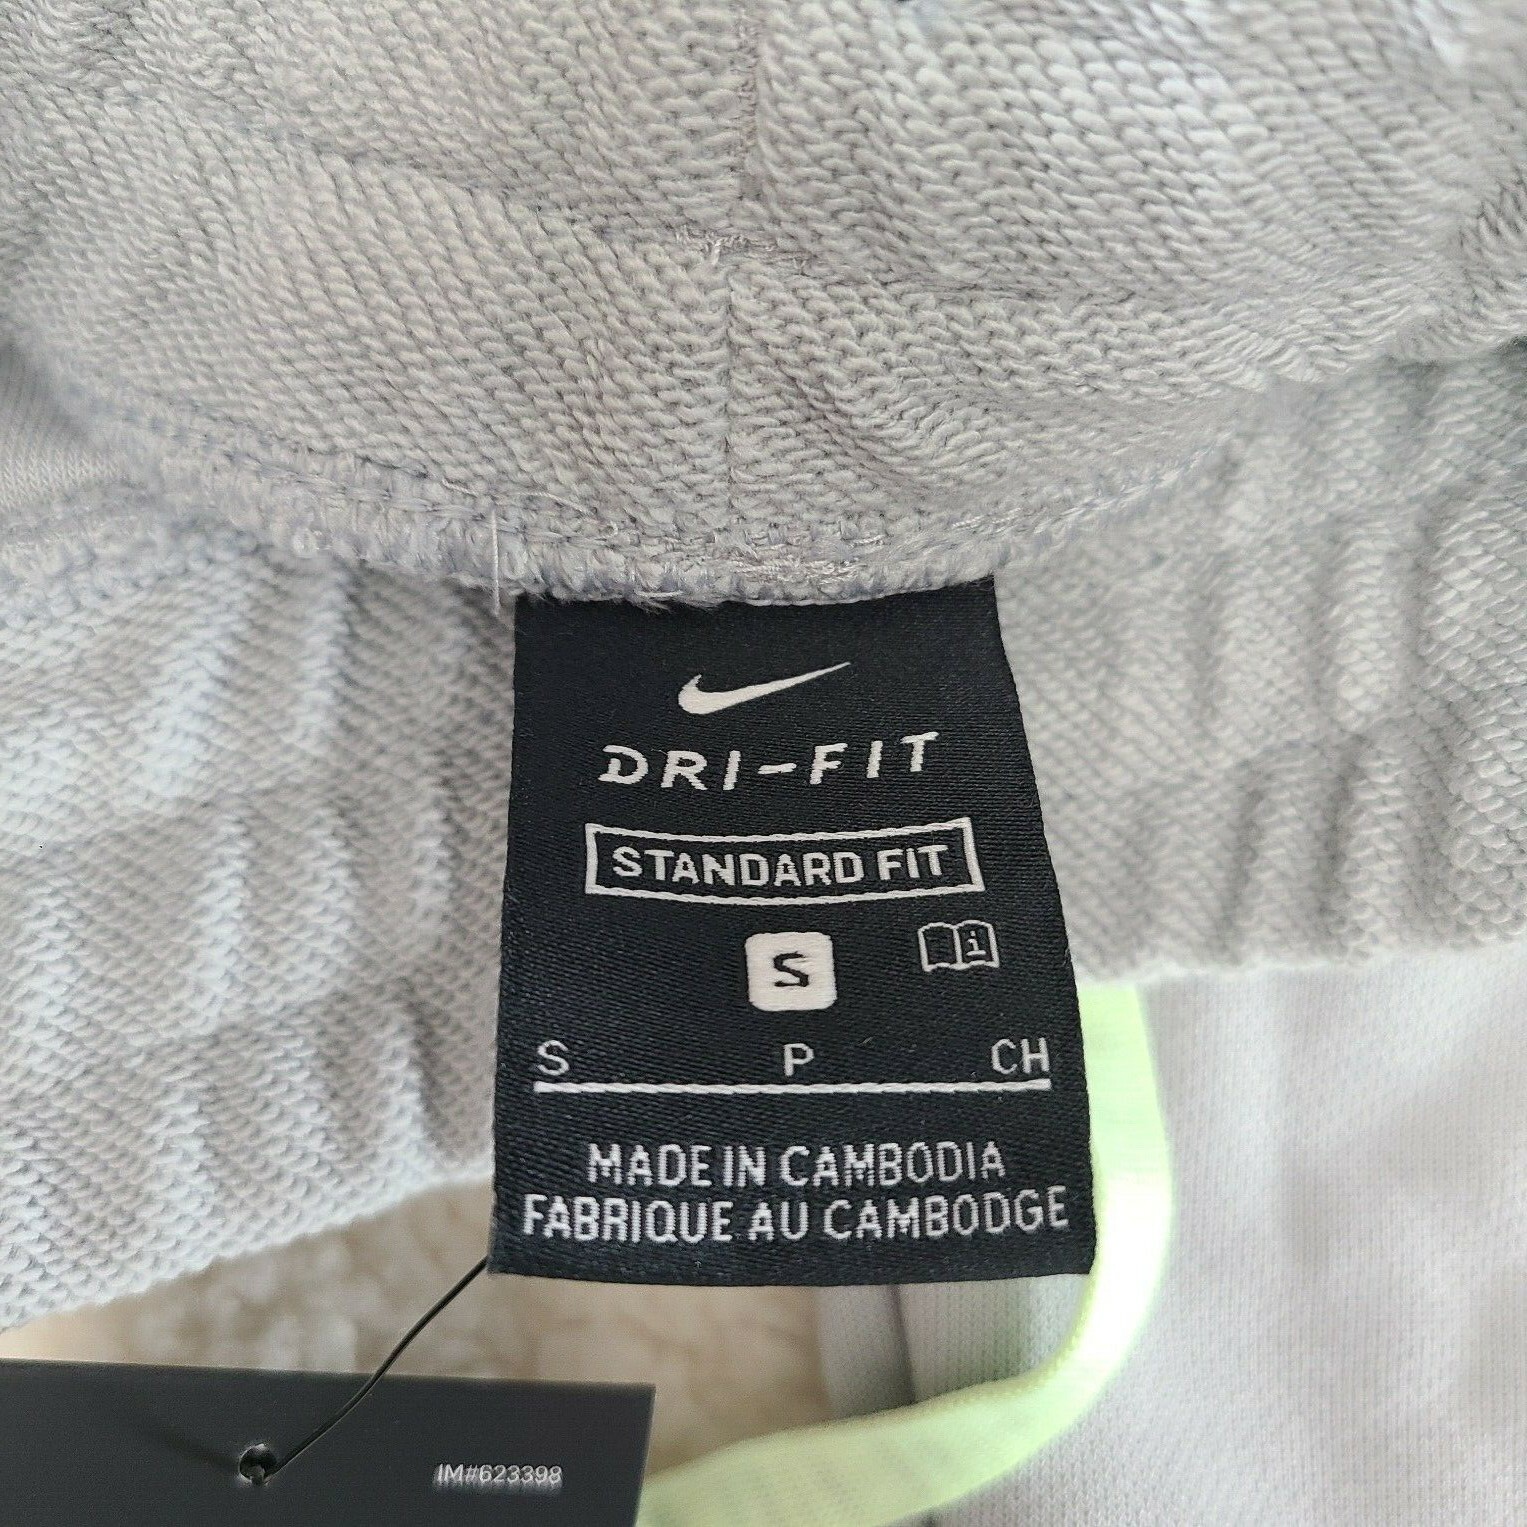 DRI-FIT
STANDARD FIT
S
i
S P CH
MADE IN CAMBODIA
FABRIQUE AU CAMBODGE
IM#623398